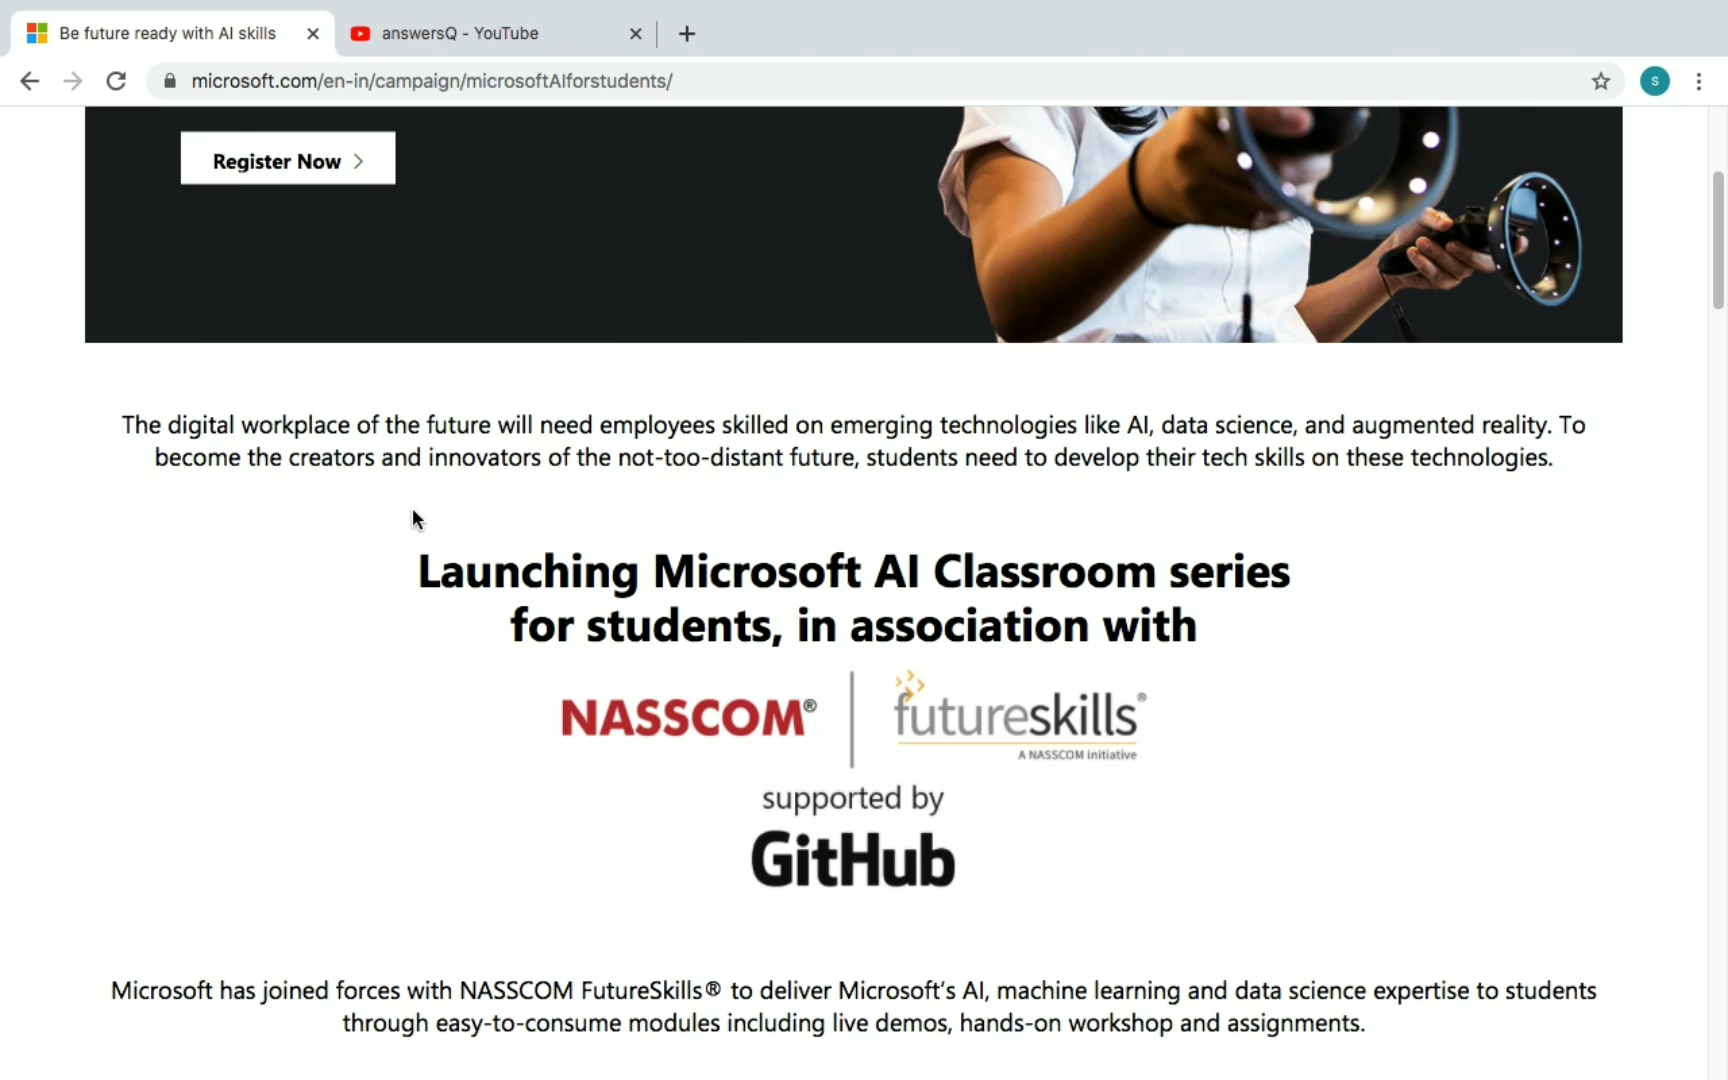 Be future ready with AI skills
answersQ - YouTube
microsoft.com/en-in/campaign/microsoftAIforstudents/
S
Register Now
The digital workplace of the future will need employees skilled on emerging technologies like AI, data science, and augmented reality. To
become the creators and innovators of the not-too-distant future, students need to develop their tech skills on these technologies.
Launching Microsoft AI Classroom series
for students, in association with
NASSCOM®
futureskills®
A NASSCOM initiative
supported by
GitHub
Microsoft has joined forces with NASSCOM FutureSkills® to deliver Microsoft's AI, machine learning and data science expertise to students
through easy-to-consume modules including live demos, hands-on workshop and assignments.